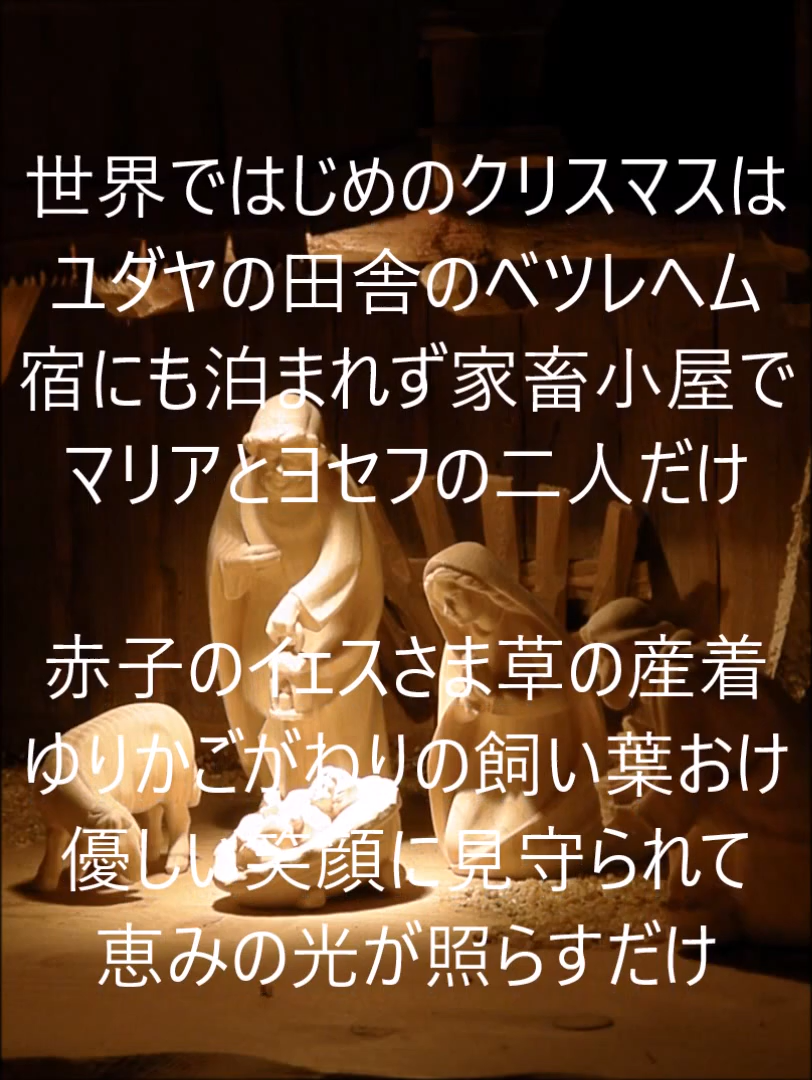 世界ではじめのクリスマスは
ユダヤの田舎のベツレヘム
宿にも泊まれず家畜小屋で
マリアとヨセフの二人だけ
赤子のイエスさま草の産着
ゆりかごがわりの飼い葉おけ
優しい笑顔に見守られて
恵みの光が照らすだけ